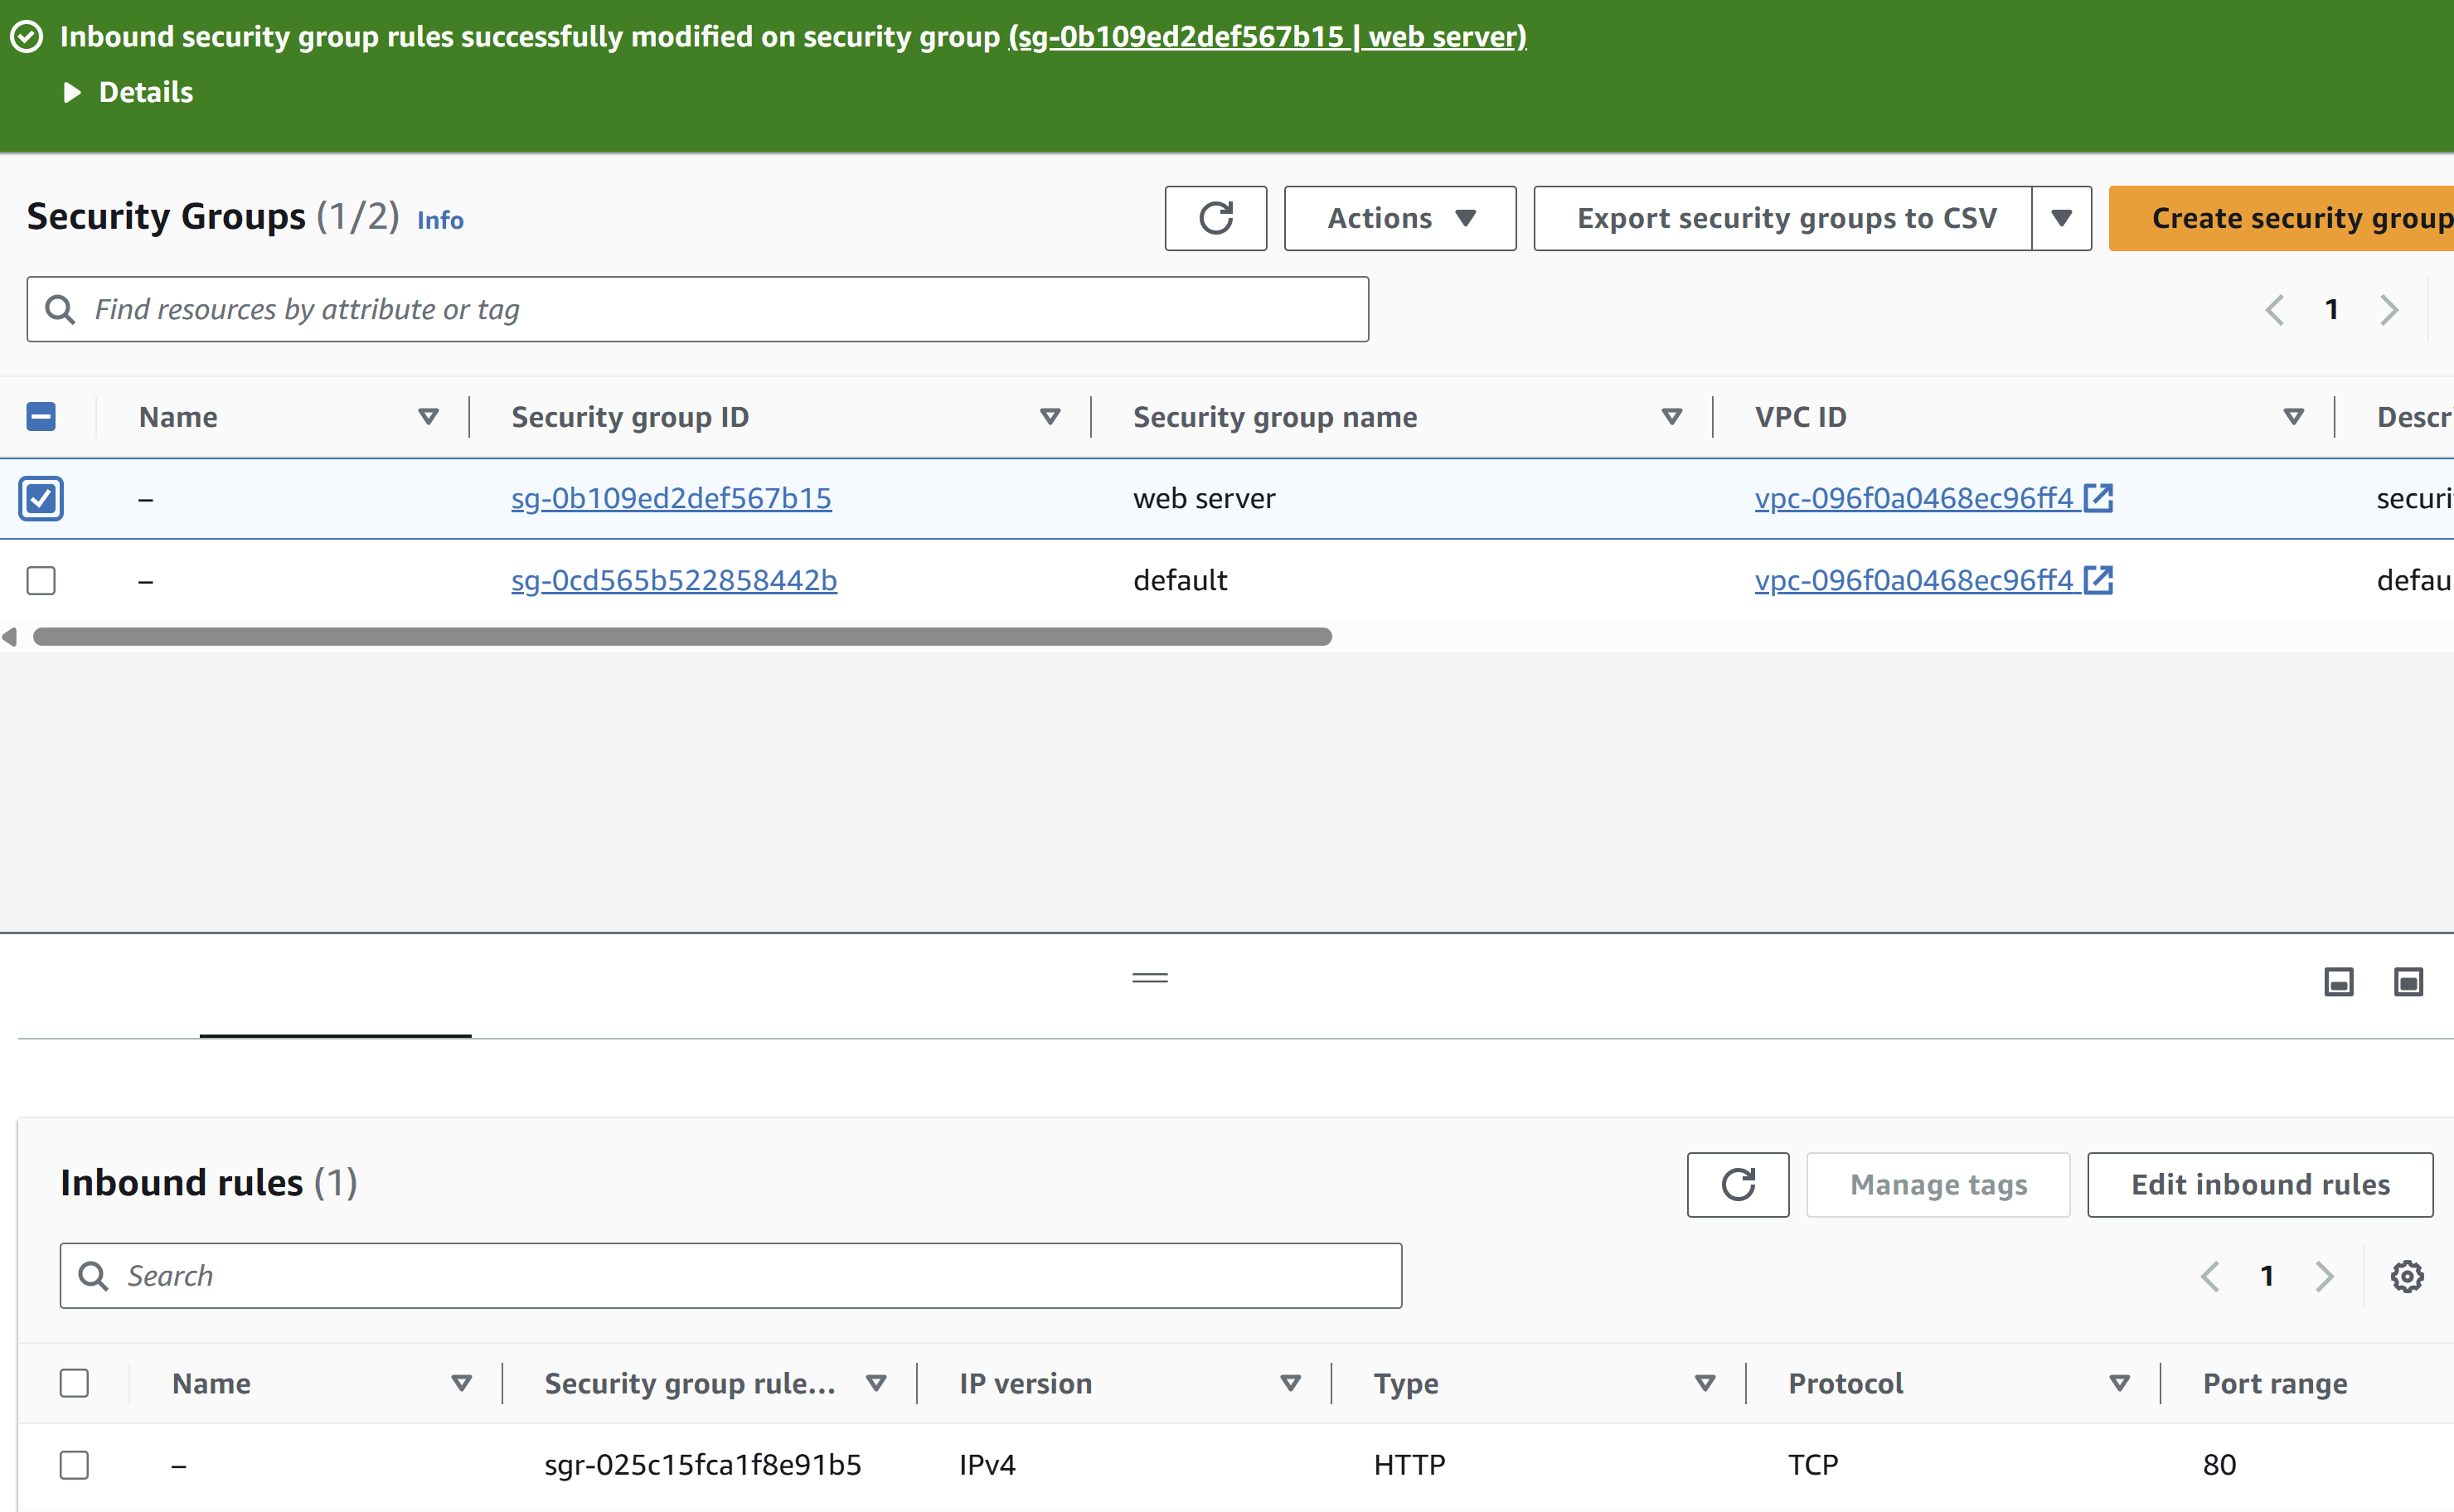 Inbound security group rules successfully modified on security group (sg-0b109ed2def567b15 | web server)
Details
Security Groups (1/2) Info
Actions
Export security groups to CSV
Create security group
Find resources by attribute or tag
1
Name
Security group ID
Security group name
VPC ID
Descr
–
sg-0b109ed2def567b15
web server
vpc-096f0a0468ec96ff4
securi
–
sg-0cd565b522858442b
default
vpc-096f0a0468ec96ff4
defau
Inbound rules (1)
Manage tags
Edit inbound rules
Search
1
Name
Security group rule...
IP version
Type
Protocol
Port range
–
sgr-025c15fca1f8e91b5
IPv4
HTTP
TCP
80